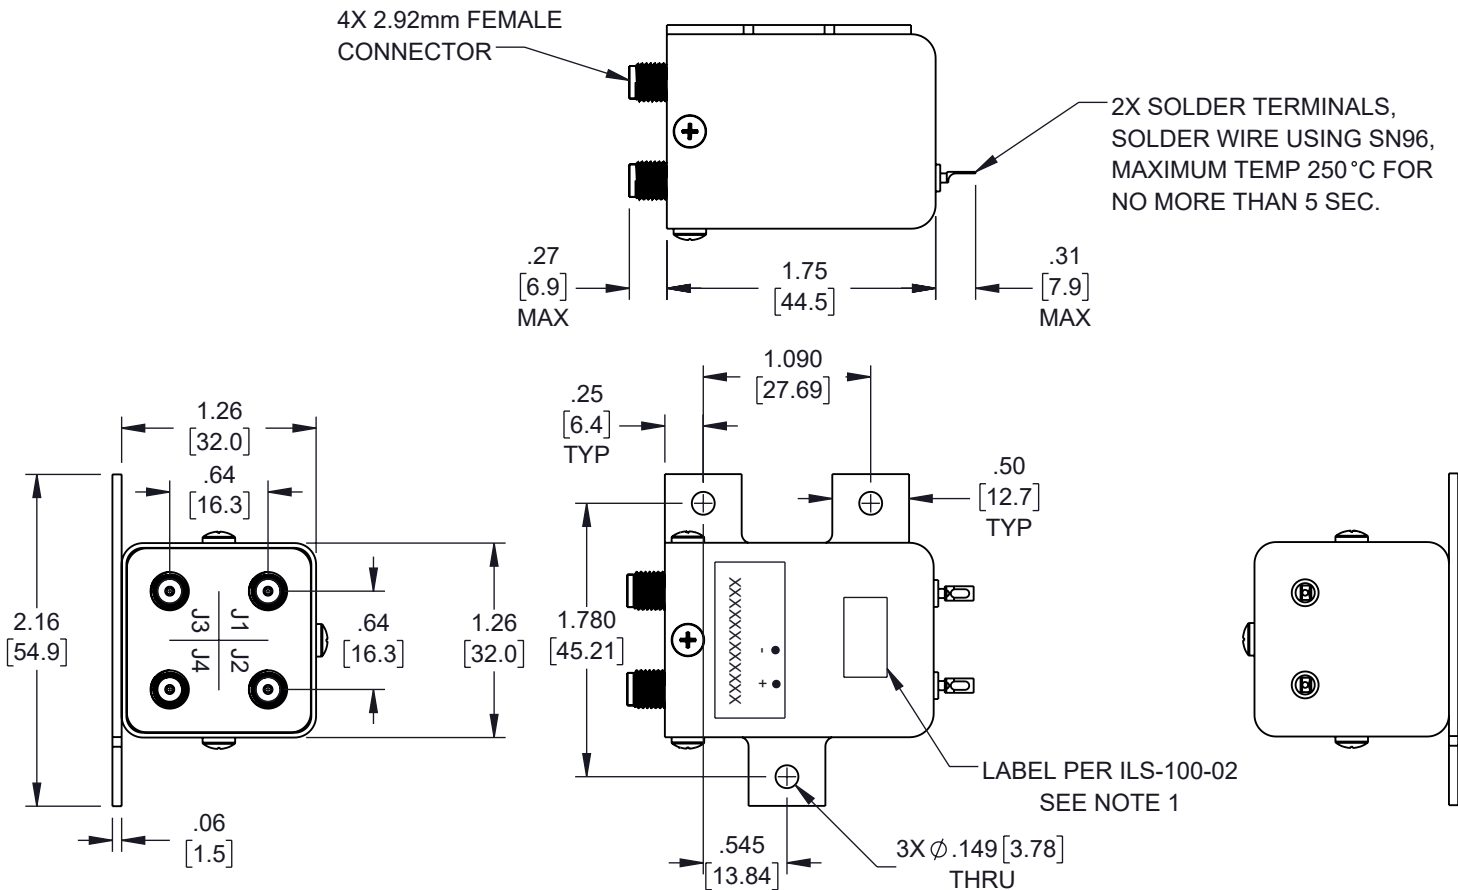 4X 2.92mm FEMALE
CONNECTOR
2X SOLDER TERMINALS,
SOLDER WIRE USING SN96,
MAXIMUM TEMP 250°C FOR
NO MORE THAN 5 SEC.
.27
[6.9]
MAX
1.75
[44.5]
.31
[7.9]
MAX
1.090
[27.69]
.25
[6.4]
TYP
.50
[12.7]
TYP
1.26
[32.0]
.64
[16.3]
2.16
[54.9]
J3 J1
J4 J2
.64
[16.3]
1.26
[32.0]
1.780
[45.21]
XXXXXXXXXXXX
-
+
LABEL PER ILS-100-02
SEE NOTE 1
.06
[1.5]
.545
[13.84]
3X Ø .149 [3.78]
THRU